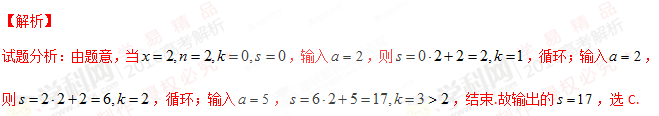 【解析】
试题分析：由题意，当x=2,n=2,k=0,s=0，输入a=2，则s=0·2+2=2,k=1，循环；输入a=2，
则s=2·2+2=6,k=2，循环；输入a=5，s=6·2+5=17,k=3>2，结束.故输出的s=17，选 C.